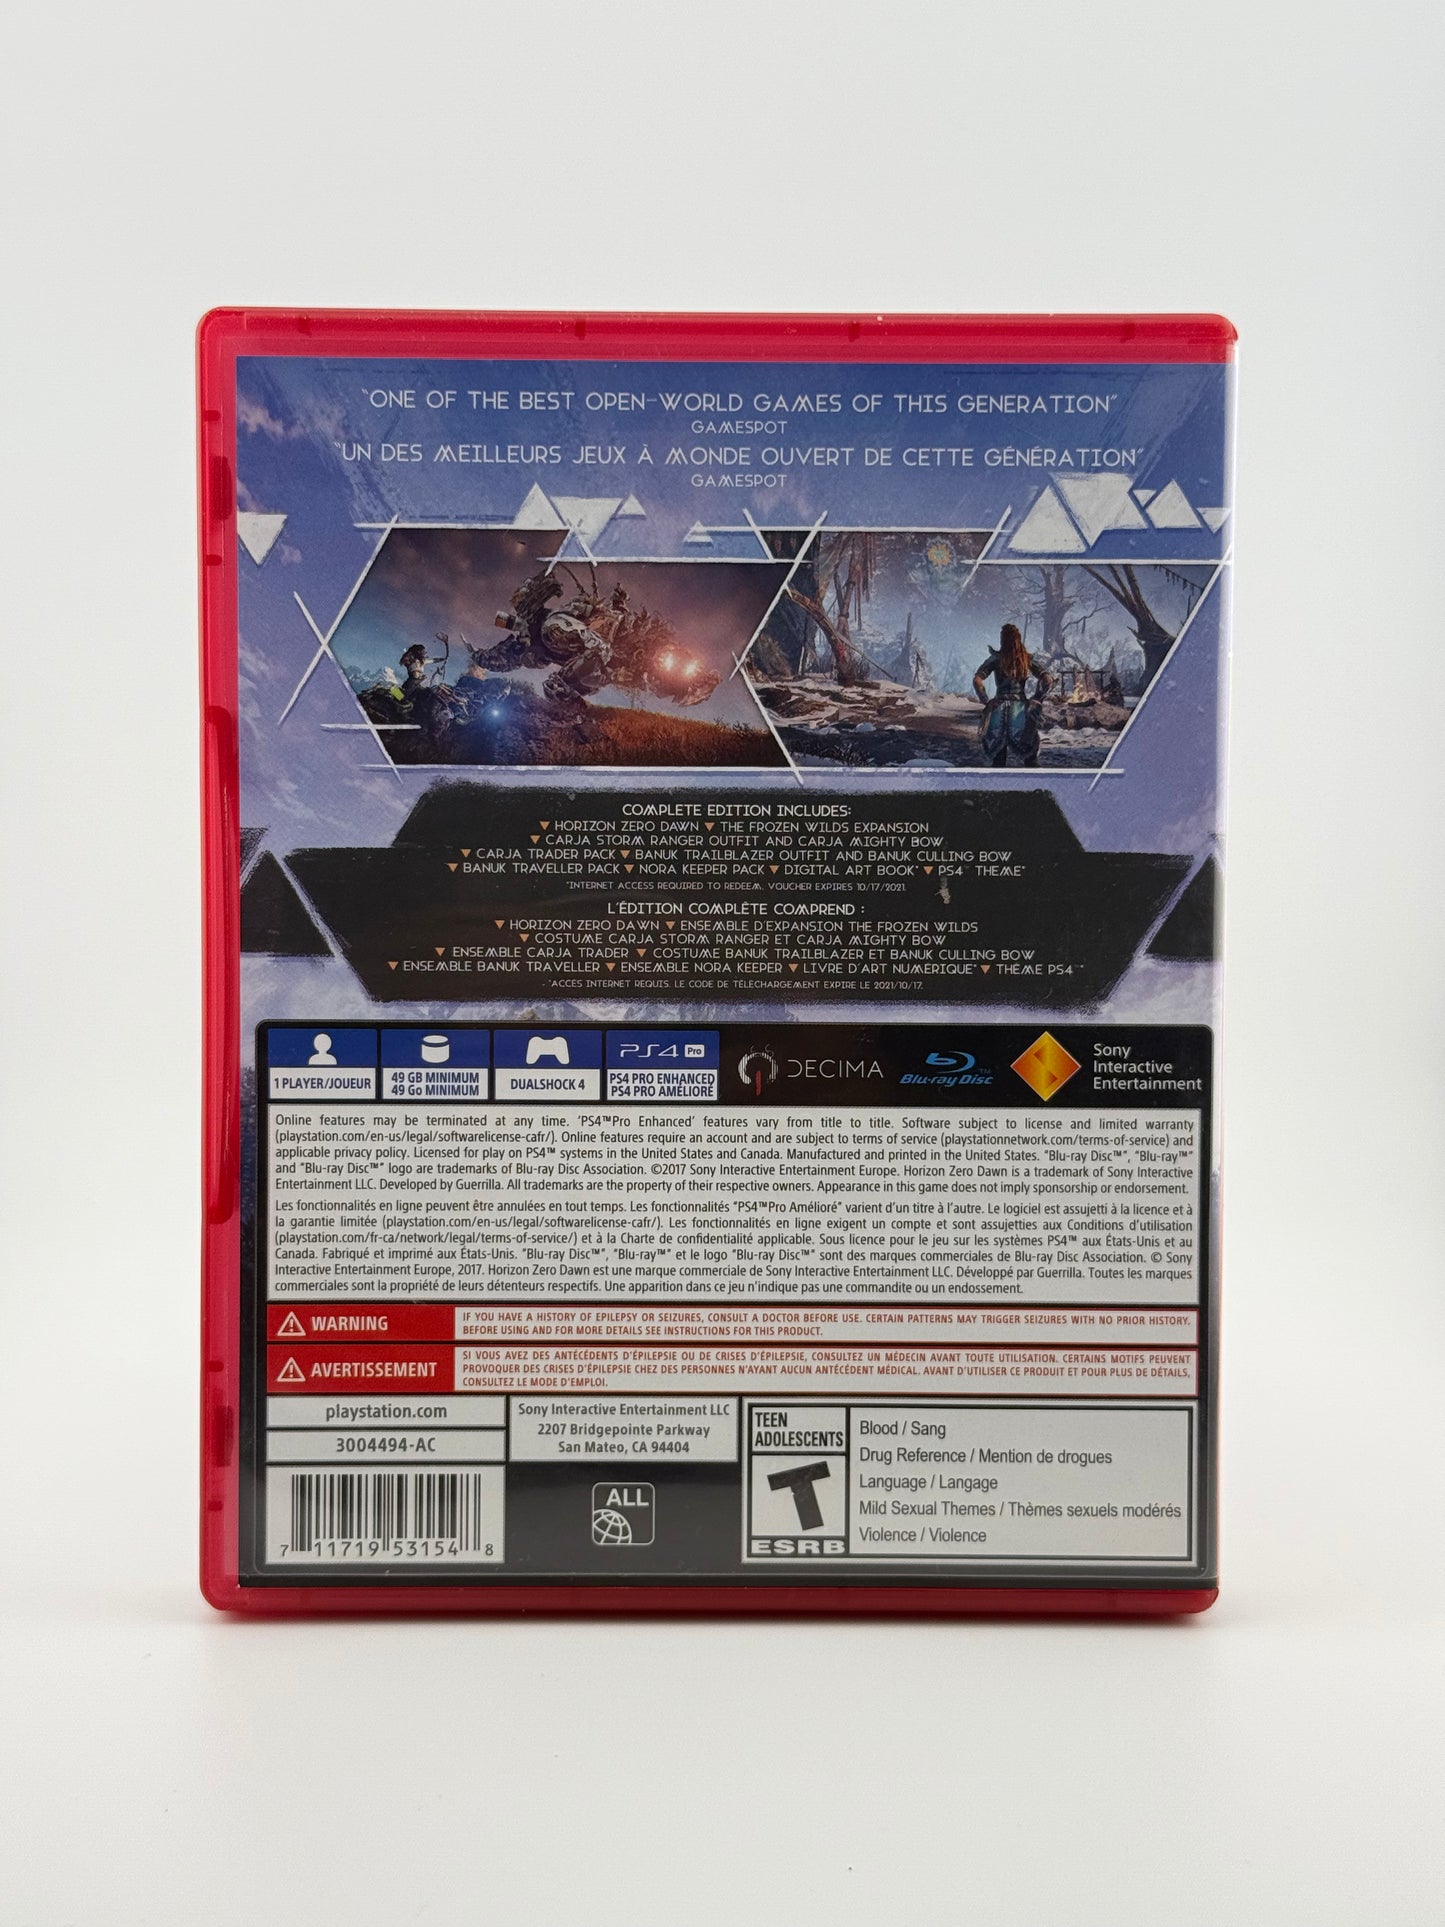 "ONE OF THE BEST OPEN-WORLD GAMES OF THIS GENERATION"
GAMESPOT
"UN DES MEILLEURS JEUX À MONDE OUVERT DE CETTE GÉNÉRATION"
GAMESPOT
COMPLETE EDITION INCLUDES:
▼ HORIZON ZERO DAWN ▼ THE FROZEN WILDS EXPANSION
▼ CARJA STORM RANGER OUTFIT AND CARJA MIGHTY BOW
▼ CARJA TRADER PACK ▼ BANUK TRAILBLAZER OUTFIT AND BANUK CULLING BOW
▼ BANUK TRAVELLER PACK ▼ NORA KEEPER PACK ▼ DIGITAL ART BOOK* ▼ PS4™ THEME*
*INTERNET ACCESS REQUIRED TO REDEEM. VOUCHER EXPIRES 10/17/2021.
L'ÉDITION COMPLÈTE COMPREND :
▼ HORIZON ZERO DAWN ▼ ENSEMBLE D'EXPANSION THE FROZEN WILDS
▼ COSTUME CARJA STORM RANGER ET CARJA MIGHTY BOW
▼ ENSEMBLE CARJA TRADER ▼ COSTUME BANUK TRAILBLAZER ET BANUK CULLING BOW
▼ ENSEMBLE BANUK TRAVELLER ▼ ENSEMBLE NORA KEEPER ▼ LIVRE D'ART NUMÉRIQUE* ▼ THÈME PS4™*
*ACCÈS INTERNET REQUIS. LE CODE DE TÉLÉCHARGEMENT EXPIRE LE 2021/10/17.
1 PLAYER/JOUEUR
49 GB MINIMUM
49 Go MINIMUM
DUALSHOCK 4
PS4 Pro
PS4 PRO ENHANCED
PS4 PRO AMÉLIORÉ
DECIMA
Blu-ray Disc™
Sony
Interactive
Entertainment
Online features may be terminated at any time. 'PS4™Pro Enhanced' features vary from title to title. Software subject to license and limited warranty
(playstation.com/en-us/legal/softwarelicense-cafr/). Online features require an account and are subject to terms of service (playstationnetwork.com/terms-of-service) and
applicable privacy policy. Licensed for play on PS4™ systems in the United States and Canada. Manufactured and printed in the United States. "Blu-ray Disc™", "Blu-ray™"
and "Blu-ray Disc™" logo are trademarks of Blu-ray Disc Association. ©2017 Sony Interactive Entertainment Europe. Horizon Zero Dawn is a trademark of Sony Interactive
Entertainment LLC. Developed by Guerrilla. All trademarks are the property of their respective owners. Appearance in this game does not imply sponsorship or endorsement.
Les fonctionnalités en ligne peuvent être annulées en tout temps. Les fonctionnalités "PS4™Pro Amélioré" varient d'un titre à l'autre. Le logiciel est assujetti à la licence et à
la garantie limitée (playstation.com/en-us/legal/softwarelicense-cafr/). Les fonctionnalités en ligne exigent un compte et sont assujetties aux Conditions d'utilisation
(playstation.com/fr-ca/network/legal/terms-of-service/) et à la Charte de confidentialité applicable. Sous licence pour le jeu sur les systèmes PS4™ aux États-Unis et au
Canada. Fabriqué et imprimé aux États-Unis. "Blu-ray Disc™", "Blu-ray™" et le logo "Blu-ray Disc™" sont des marques commerciales de Blu-ray Disc Association. © Sony
Interactive Entertainment Europe, 2017. Horizon Zero Dawn est une marque commerciale de Sony Interactive Entertainment LLC. Développé par Guerrilla. Toutes les marques
commerciales sont la propriété de leurs détenteurs respectifs. Une apparition dans ce jeu n'indique pas une commandite ou un endossement.
WARNING
IF YOU HAVE A HISTORY OF EPILEPSY OR SEIZURES, CONSULT A DOCTOR BEFORE USE. CERTAIN PATTERNS MAY TRIGGER SEIZURES WITH NO PRIOR HISTORY.
BEFORE USING AND FOR MORE DETAILS SEE INSTRUCTIONS FOR THIS PRODUCT.
AVERTISSEMENT
SI VOUS AVEZ DES ANTÉCÉDENTS D'ÉPILEPSIE OU DE CRISES D'ÉPILEPSIE, CONSULTEZ UN MÉDECIN AVANT TOUTE UTILISATION. CERTAINS MOTIFS PEUVENT
PROVOQUER DES CRISES D'ÉPILEPSIE CHEZ DES PERSONNES N'AYANT AUCUN ANTÉCÉDENT MÉDICAL. AVANT D'UTILISER CE PRODUIT ET POUR PLUS DE DÉTAILS,
CONSULTEZ LE MODE D'EMPLOI.
playstation.com
3004494-AC
7 11719 53154 8
Sony Interactive Entertainment LLC
2207 Bridgepointe Parkway
San Mateo, CA 94404
ALL
TEEN
ADOLESCENTS
T
ESRB
Blood / Sang
Drug Reference / Mention de drogues
Language / Langage
Mild Sexual Themes / Thèmes sexuels modérés
Violence / Violence